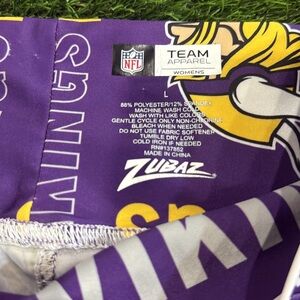 NFL
TEAM
APPAREL
WOMENS
L
88% POLYESTER/12% SPANDEX
MACHINE WASH COLD
WASH WITH LIKE COLORS
GENTLE CYCLE ONLY NON-CHLORINE
BLEACH WHEN NEEDED
DO NOT USE FABRIC SOFTENER
TUMBLE DRY LOW
COLD IRON IF NEEDED
RN#137862
MADE IN CHINA
ZUBAZ